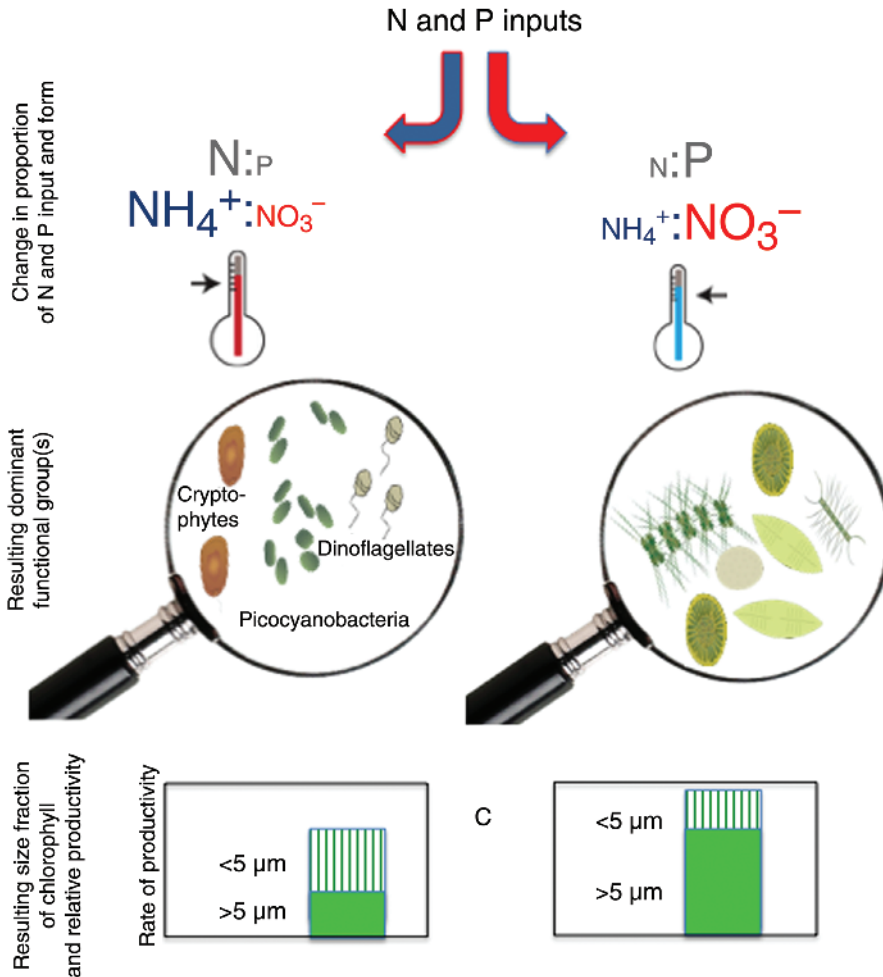 N and P inputs
Change in proportion
of N and P input and form
N:P
NH₄⁺:NO₃⁻
N:P
NH₄⁺:NO₃⁻
Resulting dominant
functional group(s)
Crypto-
phytes
Dinoflagellates
Picocyanobacteria
Resulting size fraction
of chlorophyll
and relative productivity
Rate of productivity
<5 µm
>5 µm
C
<5 µm
>5 µm